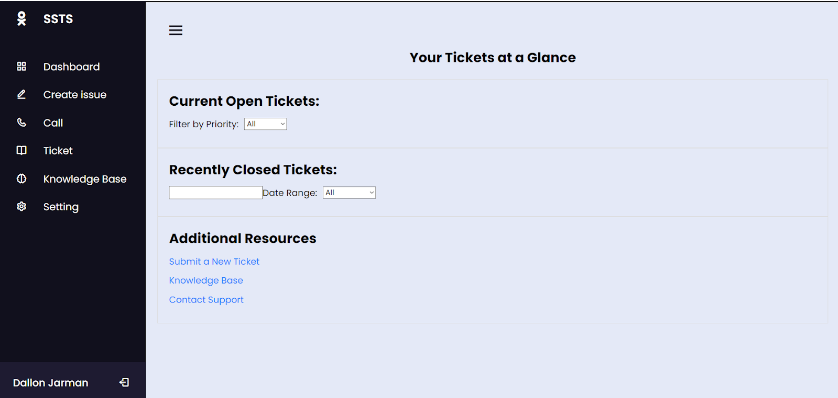 SSTS
Dashboard
Create issue
Call
Ticket
Knowledge Base
Setting
Dallon Jarman
Your Tickets at a Glance
Current Open Tickets:
Filter by Priority: All
Recently Closed Tickets:
Date Range: All
Additional Resources
Submit a New Ticket
Knowledge Base
Contact Support